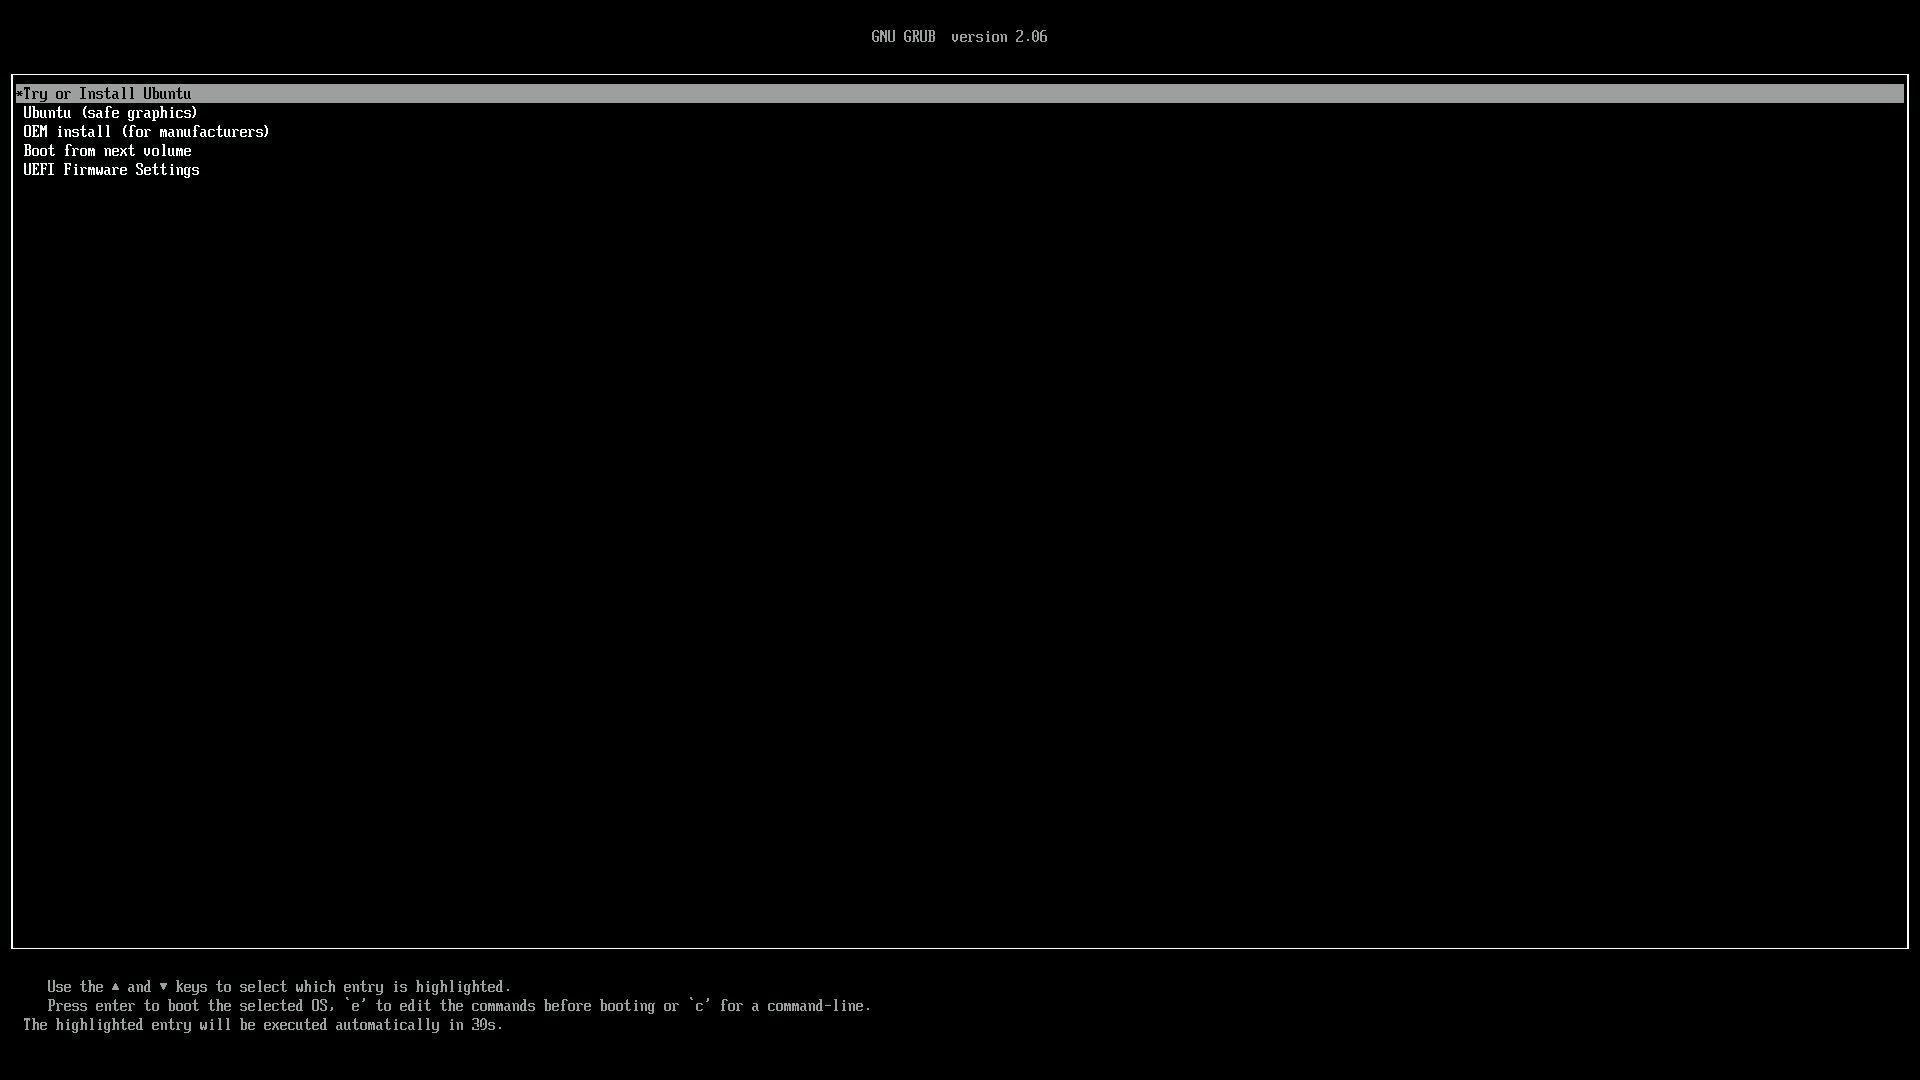 GNU GRUB  version 2.06
*Try or Install Ubuntu
Ubuntu (safe graphics)
OEM install (for manufacturers)
Boot from next volume
UEFI Firmware Settings
Use the ▲ and ▼ keys to select which entry is highlighted.
Press enter to boot the selected OS, `e' to edit the commands before booting or `c' for a command-line.
The highlighted entry will be executed automatically in 30s.